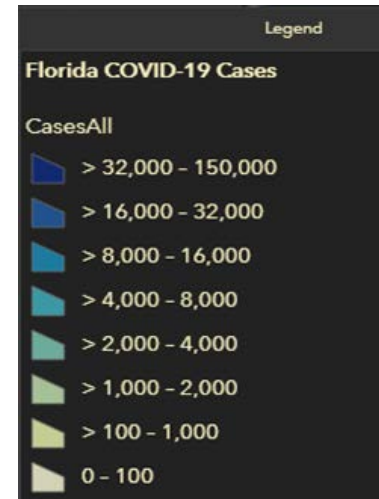 Legend
Florida COVID-19 Cases
CasesAll
> 32,000 – 150,000
> 16,000 – 32,000
> 8,000 – 16,000
> 4,000 – 8,000
> 2,000 – 4,000
> 1,000 – 2,000
> 100 – 1,000
0 – 100